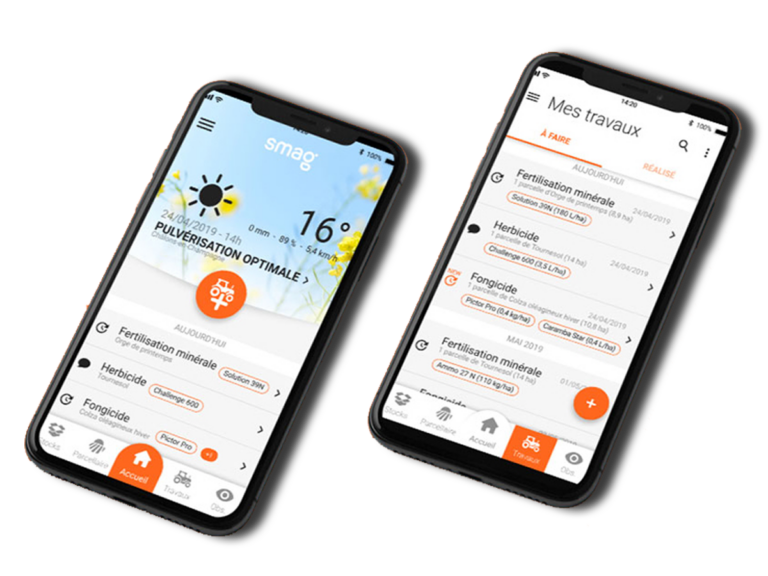 100%
smag
16°
24/04/2019 - 14h
0 mm - 89 % - 5,4 km/h
PULVÉRISATION OPTIMALE >
Châlons-en-Champagne
AUJOURD'HUI
Fertilisation minérale
Solution 39N
Orge de printemps
Herbicide
Challenge 600
Tournesol
Fongicide
Pictor Pro
+1
Colza oléagineux hiver
Stocks
Parcellaire
Accueil
Travaux
Obs.
14:20
100%
Mes travaux
À FAIRE
RÉALISÉ
AUJOURD'HUI
Fertilisation minérale
24/04/2019
1 parcelle d'Orge de printemps (8,9 ha)
Solution 39N (180 L/ha)
Herbicide
24/04/2019
1 parcelle de Tournesol (14 ha)
Challenge 600 (3,5 L/ha)
NEW
Fongicide
24/04/2019
1 parcelle de Colza oléagineux hiver (10,8 ha)
Pictor Pro (0,4 kg/ha)
Caramba Star (0,4 L/ha)
MAI 2019
Fertilisation minérale
1 parcelle de Tournesol (14 ha)
Ammo 27 N (110 kg/ha)
+
Fongicide
Stocks
Parcellaire
Accueil
Travaux
Obs.